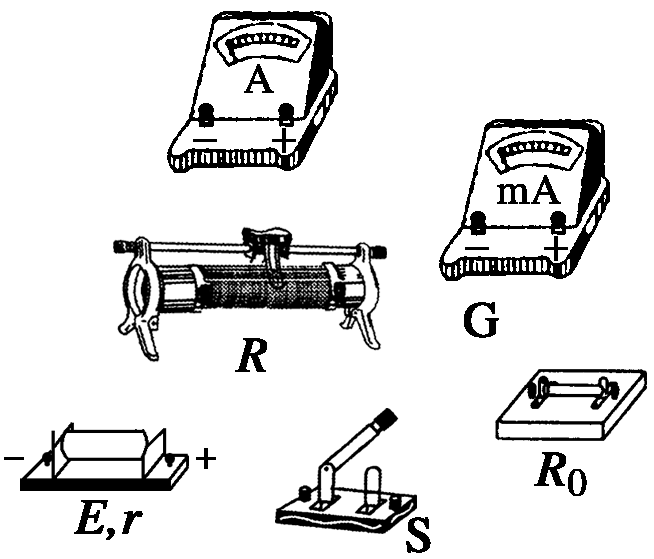 A
− +
mA
− +
G
R
R₀
− +
E, r
S